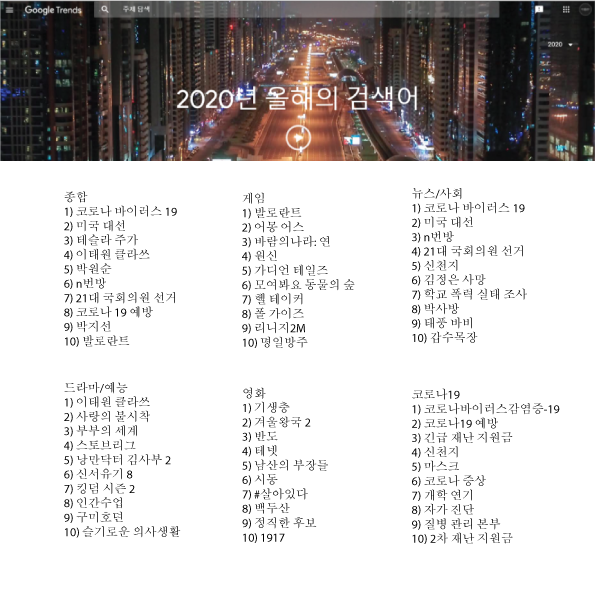 Google Trends
주제 탐색
2020
2020년 올해의 검색어
종합
1) 코로나 바이러스 19
2) 미국 대선
3) 테슬라 주가
4) 이태원 클라쓰
5) 박원순
6) n번방
7) 21대 국회의원 선거
8) 코로나 19 예방
9) 박지선
10) 발로란트
게임
1) 발로란트
2) 어몽 어스
3) 바람의나라: 연
4) 원신
5) 가디언 테일즈
6) 모여봐요 동물의 숲
7) 헬 테이커
8) 폴 가이즈
9) 리니지2M
10) 명일방주
뉴스/사회
1) 코로나 바이러스 19
2) 미국 대선
3) n번방
4) 21대 국회의원 선거
5) 신천지
6) 김정은 사망
7) 학교 폭력 실태 조사
8) 박사방
9) 태풍 바비
10) 감수목장
드라마/예능
1) 이태원 클라쓰
2) 사랑의 불시착
3) 부부의 세계
4) 스토브리그
5) 낭만닥터 김사부 2
6) 신서유기 8
7) 킹덤 시즌 2
8) 인간수업
9) 구미호뎐
10) 슬기로운 의사생활
영화
1) 기생충
2) 겨울왕국 2
3) 반도
4) 테넷
5) 남산의 부장들
6) 시동
7) #살아있다
8) 백두산
9) 정직한 후보
10) 1917
코로나19
1) 코로나바이러스감염증-19
2) 코로나19 예방
3) 긴급 재난 지원금
4) 신천지
5) 마스크
6) 코로나 증상
7) 개학 연기
8) 자가 진단
9) 질병 관리 본부
10) 2차 재난 지원금